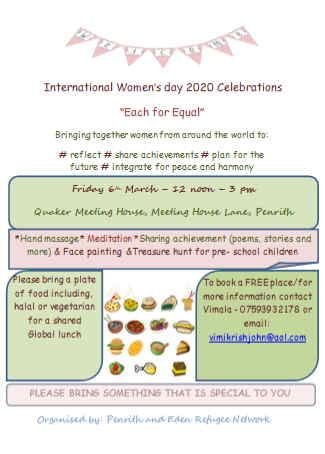 International Women's day 2020 Celebrations
"Each for Equal"
Bringing together women from around the world to:
# reflect # share achievements # plan for the
future # integrate for peace and harmony
Friday 6th March – 12 noon – 3 pm
Quaker Meeting House, Meeting House Lane, Penrith
*Hand massage* Meditation *Sharing achievement (poems, stories and
more) & Face painting &Treasure hunt for pre- school children
Please bring a plate
of food including,
halal or vegetarian
for a shared
Global lunch
To book a FREE place/for
more information contact
Vimala - 07593932178 or
email:
vimikrishjohn@aol.com
PLEASE BRING SOMETHING THAT IS SPECIAL TO YOU
Organised by: Penrith and Eden Refugee Network